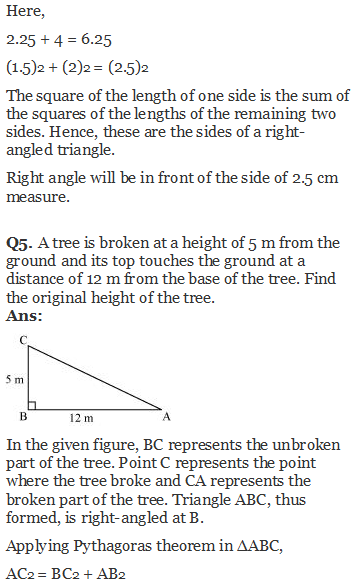 Here,
2.25 + 4 = 6.25
(1.5)2 + (2)2 = (2.5)2
The square of the length of one side is the sum of
the squares of the lengths of the remaining two
sides. Hence, these are the sides of a right-
angled triangle.
Right angle will be in front of the side of 2.5 cm
measure.
Q5. A tree is broken at a height of 5 m from the
ground and its top touches the ground at a
distance of 12 m from the base of the tree. Find
the original height of the tree.
Ans:
C
5 m
B 12 m A
In the given figure, BC represents the unbroken
part of the tree. Point C represents the point
where the tree broke and CA represents the
broken part of the tree. Triangle ABC, thus
formed, is right-angled at B.
Applying Pythagoras theorem in ΔABC,
AC2 = BC2 + AB2